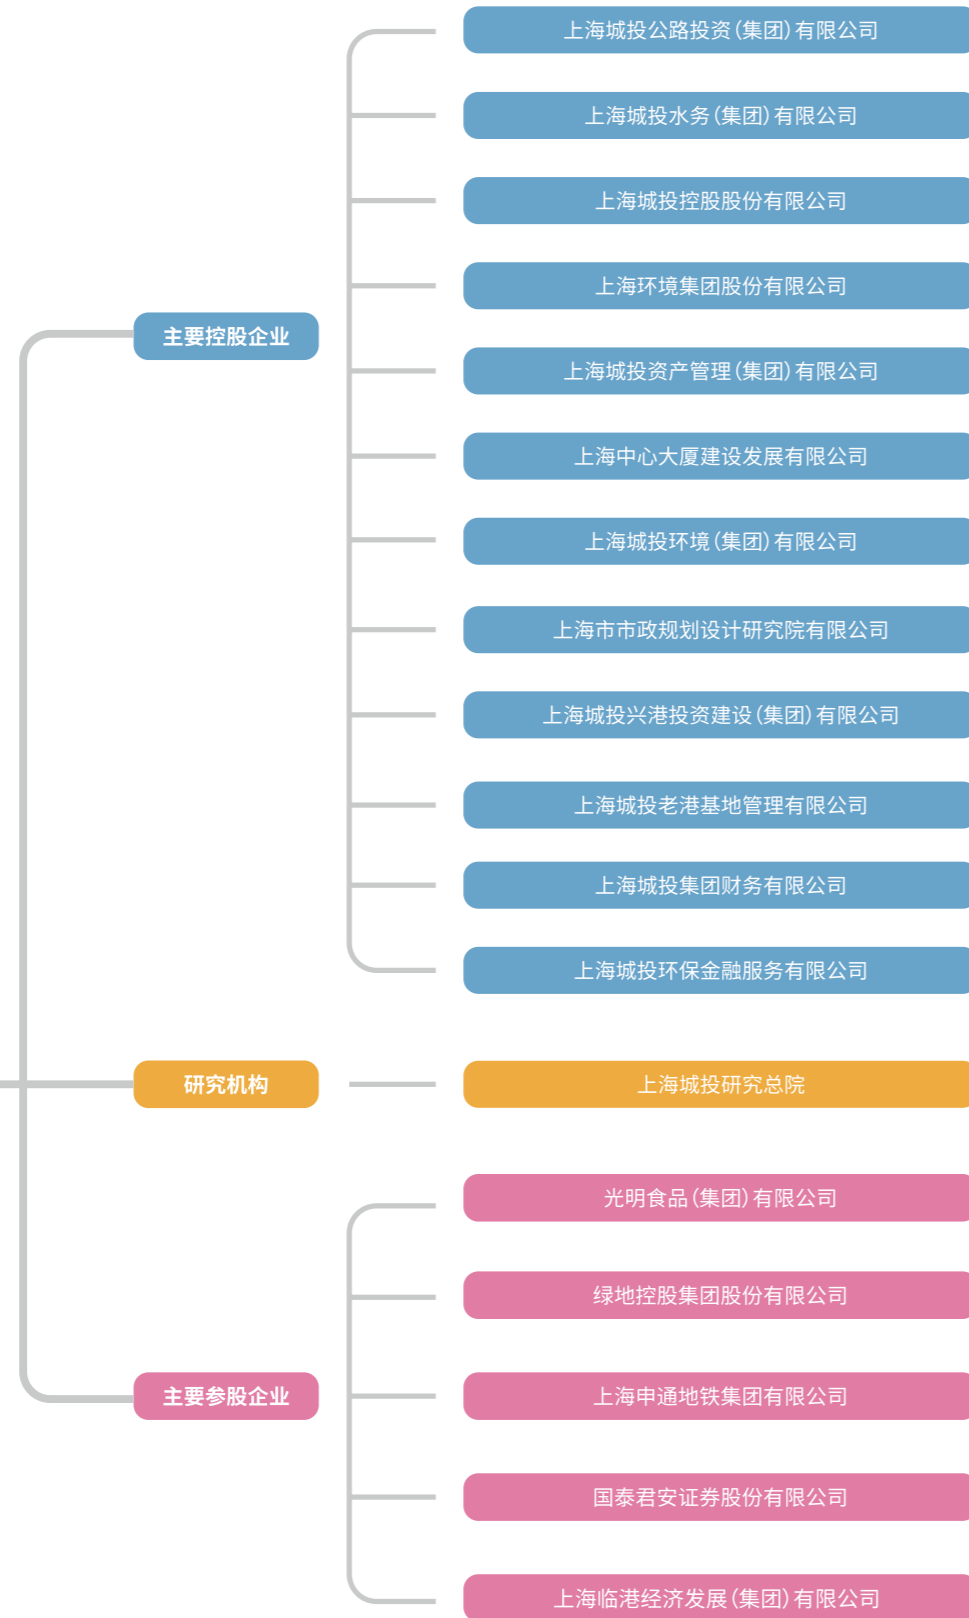 主要控股企业
上海城投公路投资(集团)有限公司
上海城投水务(集团)有限公司
上海城投控股股份有限公司
上海环境集团股份有限公司
上海城投资产管理(集团)有限公司
上海中心大厦建设发展有限公司
上海城投环境(集团)有限公司
上海市市政规划设计研究院有限公司
上海城投兴港投资建设(集团)有限公司
上海城投老港基地管理有限公司
上海城投集团财务有限公司
上海城投环保金融服务有限公司
研究机构
上海城投研究总院
主要参股企业
光明食品(集团)有限公司
绿地控股集团股份有限公司
上海申通地铁集团有限公司
国泰君安证券股份有限公司
上海临港经济发展(集团)有限公司